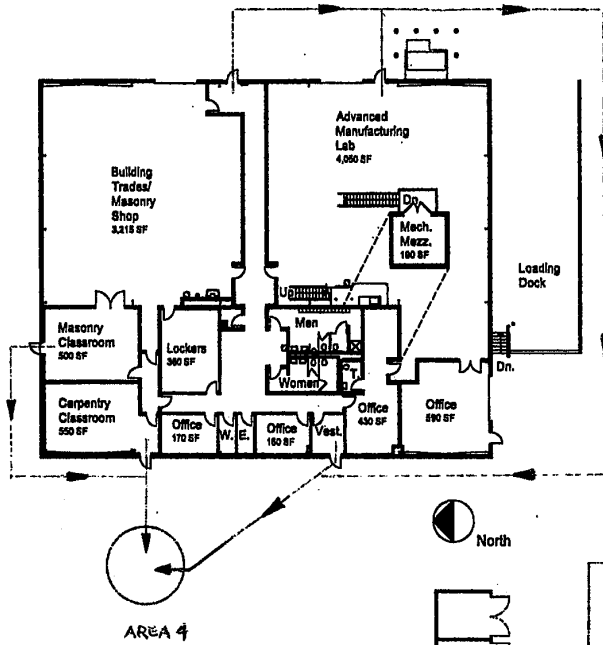 Advanced
Manufacturing
Lab
4,050 SF
Building
Trades/
Masonry
Shop
3,215 SF
Dn.
Mech.
Mezz.
190 SF
Loading
Dock
Up
Masonry
Classroom
500 SF
Men
Lockers
360 SF
Dn.
Women
T.
Carpentry
Classroom
550 SF
Office
170 SF
W.
E.
Office
150 SF
Vest.
Office
430 SF
Office
590 SF
North
AREA 4